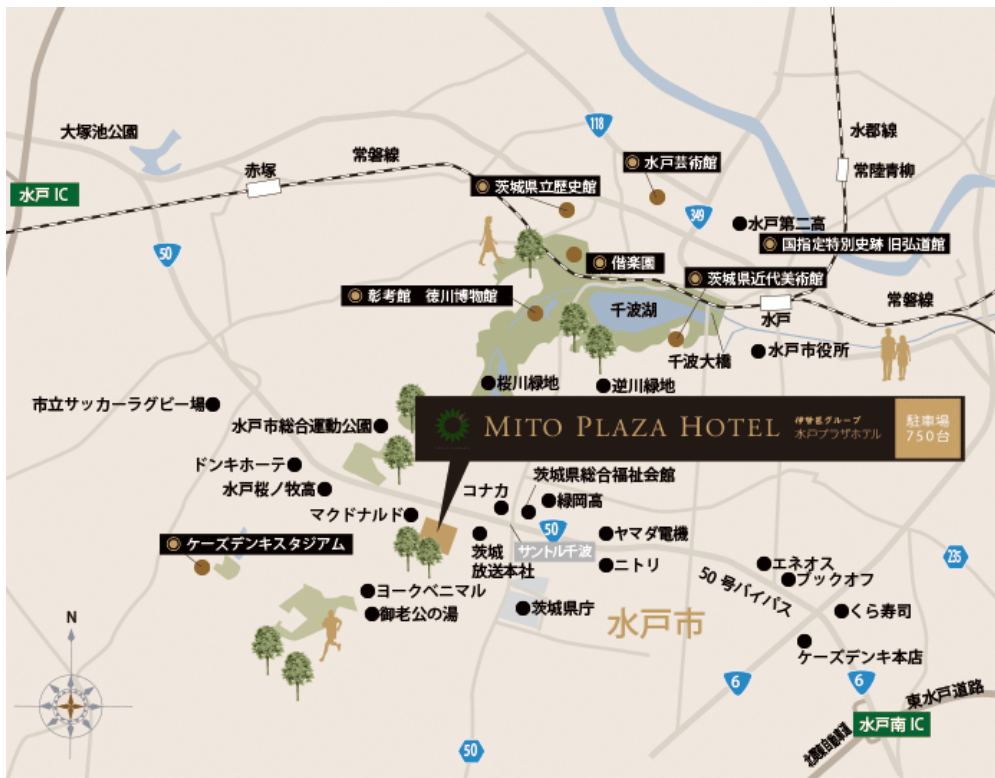 大塚池公園
118
水郡線
常磐線
水戸芸術館
赤塚
常陸青柳
茨城県立歴史館
水戸 IC
349
水戸第二高
国指定特別史跡 旧弘道館
50
偕楽園
茨城県近代美術館
彰考館 徳川博物館
千波湖
常磐線
水戸
千波大橋
水戸市役所
桜川緑地
逆川緑地
市立サッカーラグビー場
水戸市総合運動公園
MITO PLAZA HOTEL
伊勢甚グループ
水戸プラザホテル
駐車場
750台
ドンキホーテ
茨城県総合福祉会館
水戸桜ノ牧高
コナカ
緑岡高
マクドナルド
50
ヤマダ電機
ケーズデンキスタジアム
茨城
放送本社
サントル千波
235
ニトリ
エネオス
50号バイパス
ブックオフ
ヨークベニマル
茨城県庁
くら寿司
御老公の湯
水戸市
N
ケーズデンキ本店
6
6
東水戸道路
水戸南 IC
50
北関東自動車道